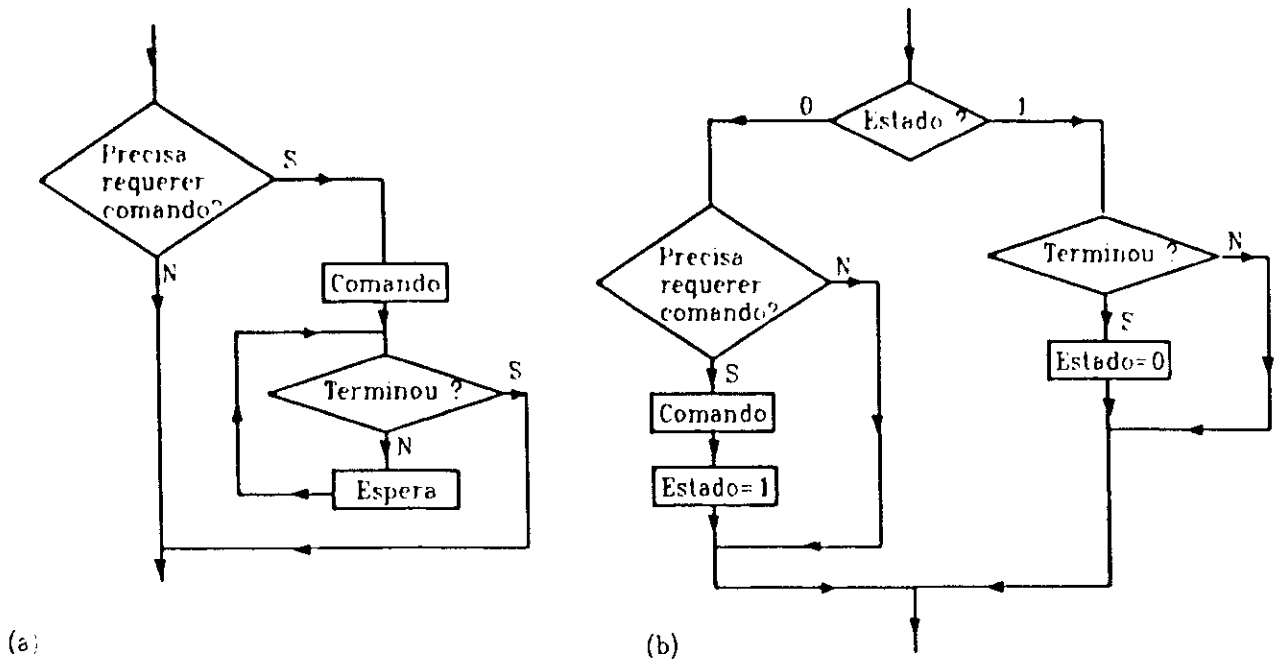 Precisa
requerer
comando?
S
N
Comando
Terminou ?
S
N
Espera
(a)
Estado ?
0
1
Precisa
requerer
comando?
N
S
Comando
Estado=1
Terminou ?
N
S
Estado=0
(b)